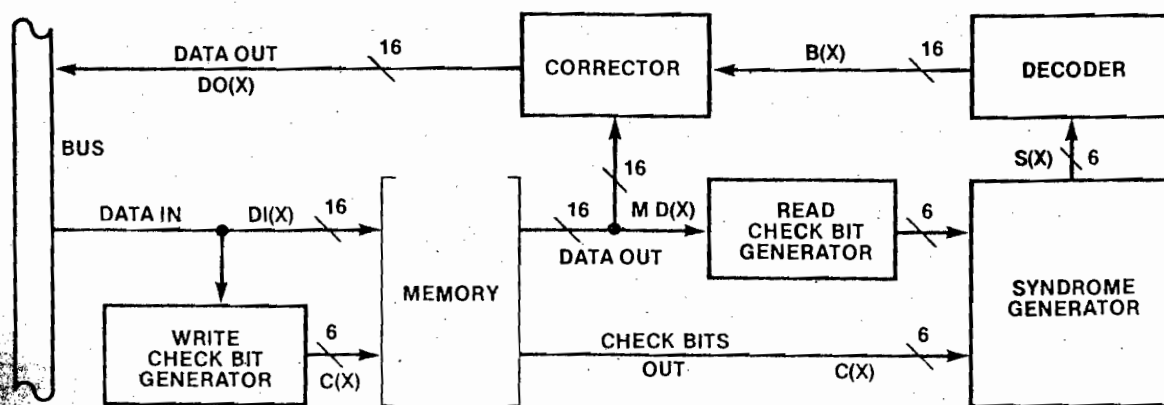 DATA OUT
DO(X)
16
CORRECTOR
B(X)
16
DECODER
BUS
16
S(X)
6
DATA IN
DI(X)
16
MEMORY
16
M D(X)
DATA OUT
READ
CHECK BIT
GENERATOR
6
SYNDROME
GENERATOR
WRITE
CHECK BIT
GENERATOR
6
C(X)
CHECK BITS
OUT
6
C(X)